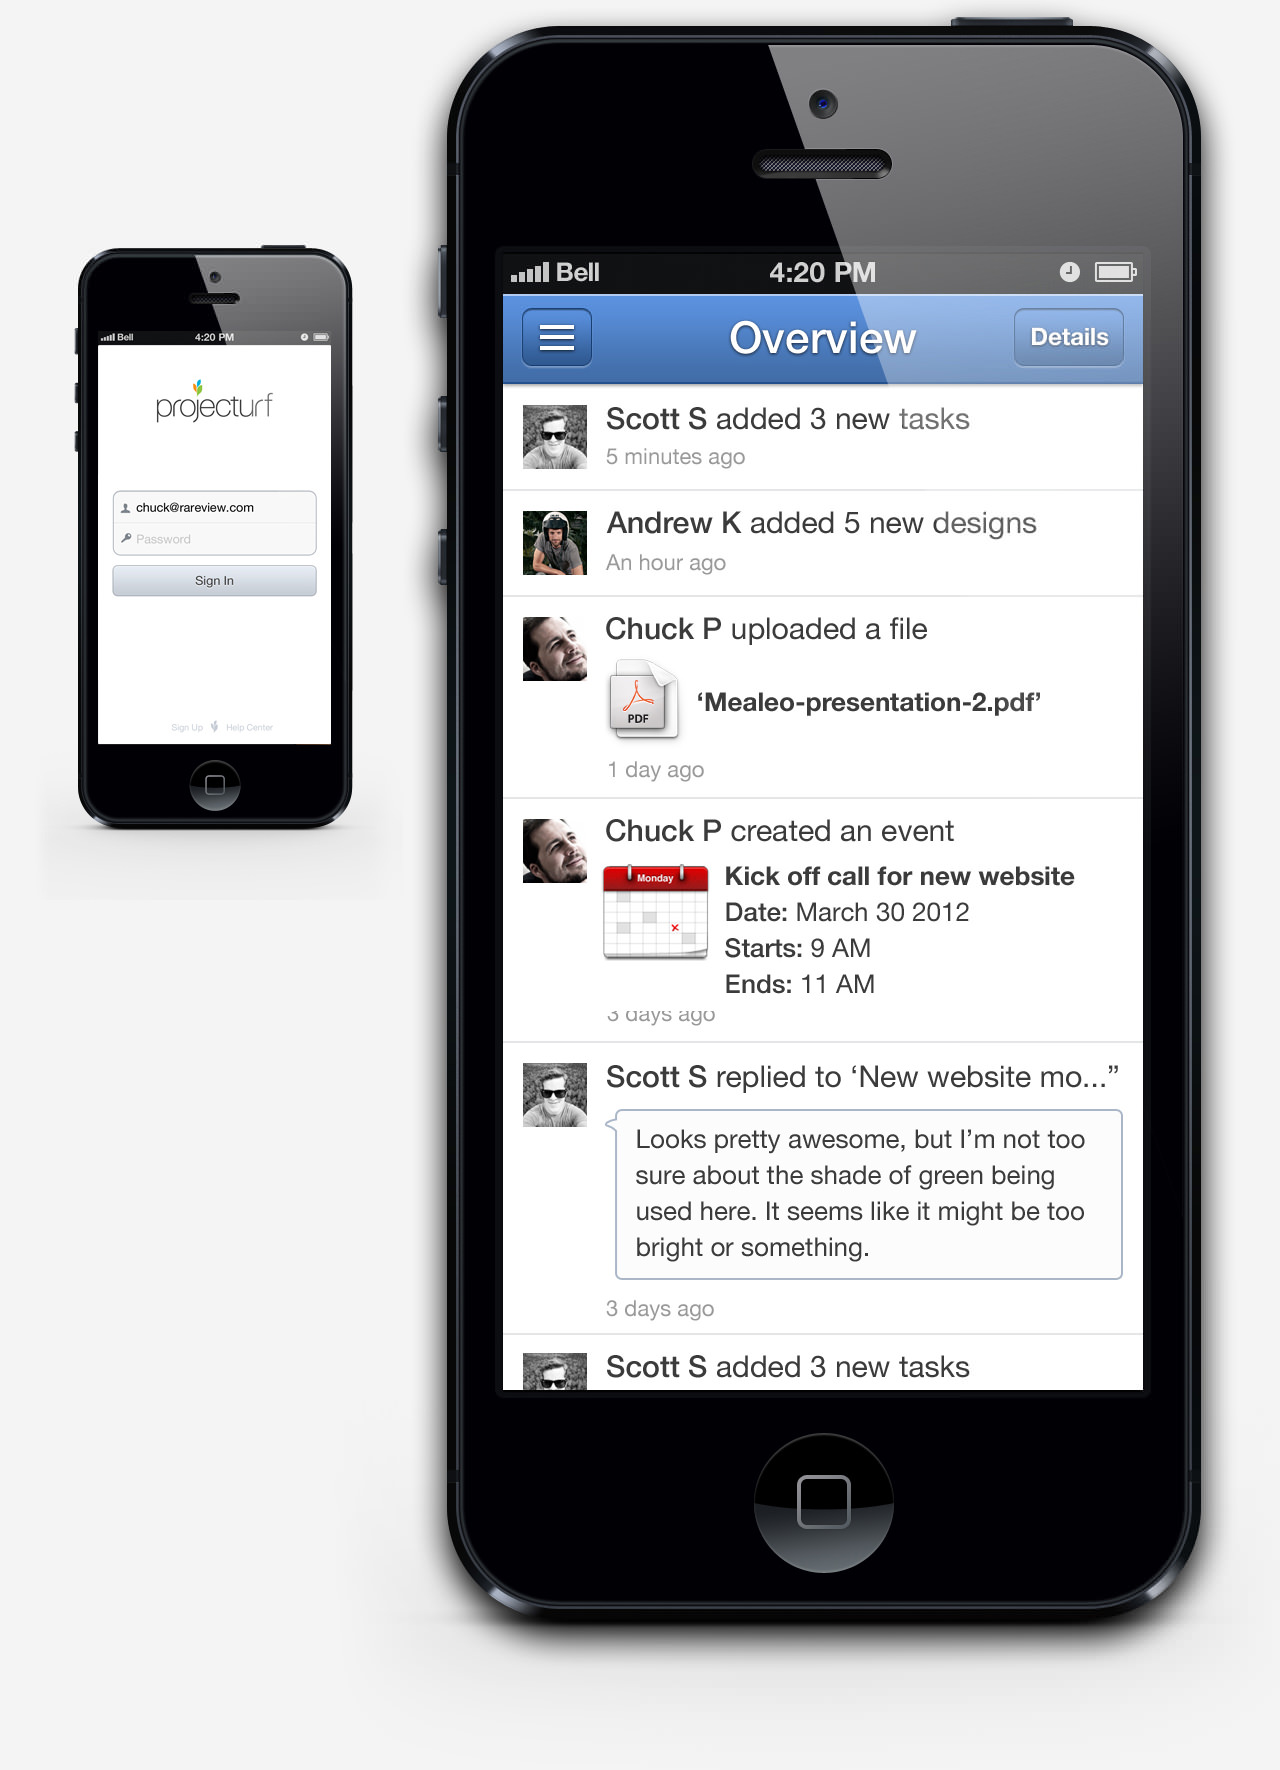 Bell 4:20 PM
projecturf
chuck@rareview.com
Password
Sign In
Sign Up Help Center
Bell 4:20 PM
Overview
Details
Scott S added 3 new tasks
5 minutes ago
Andrew K added 5 new designs
An hour ago
Chuck P uploaded a file
PDF
‘Mealeo-presentation-2.pdf’
1 day ago
Chuck P created an event
Monday
Kick off call for new website
Date: March 30 2012
Starts: 9 AM
Ends: 11 AM
3 days ago
Scott S replied to ‘New website mo...”
Looks pretty awesome, but I’m not too
sure about the shade of green being
used here. It seems like it might be too
bright or something.
3 days ago
Scott S added 3 new tasks